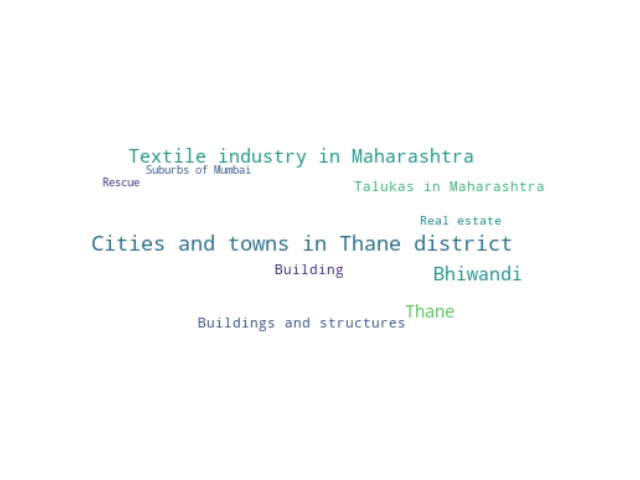 Textile industry in Maharashtra
Suburbs of Mumbai
Rescue
Talukas in Maharashtra
Real estate
Cities and towns in Thane district
Building
Bhiwandi
Thane
Buildings and structures